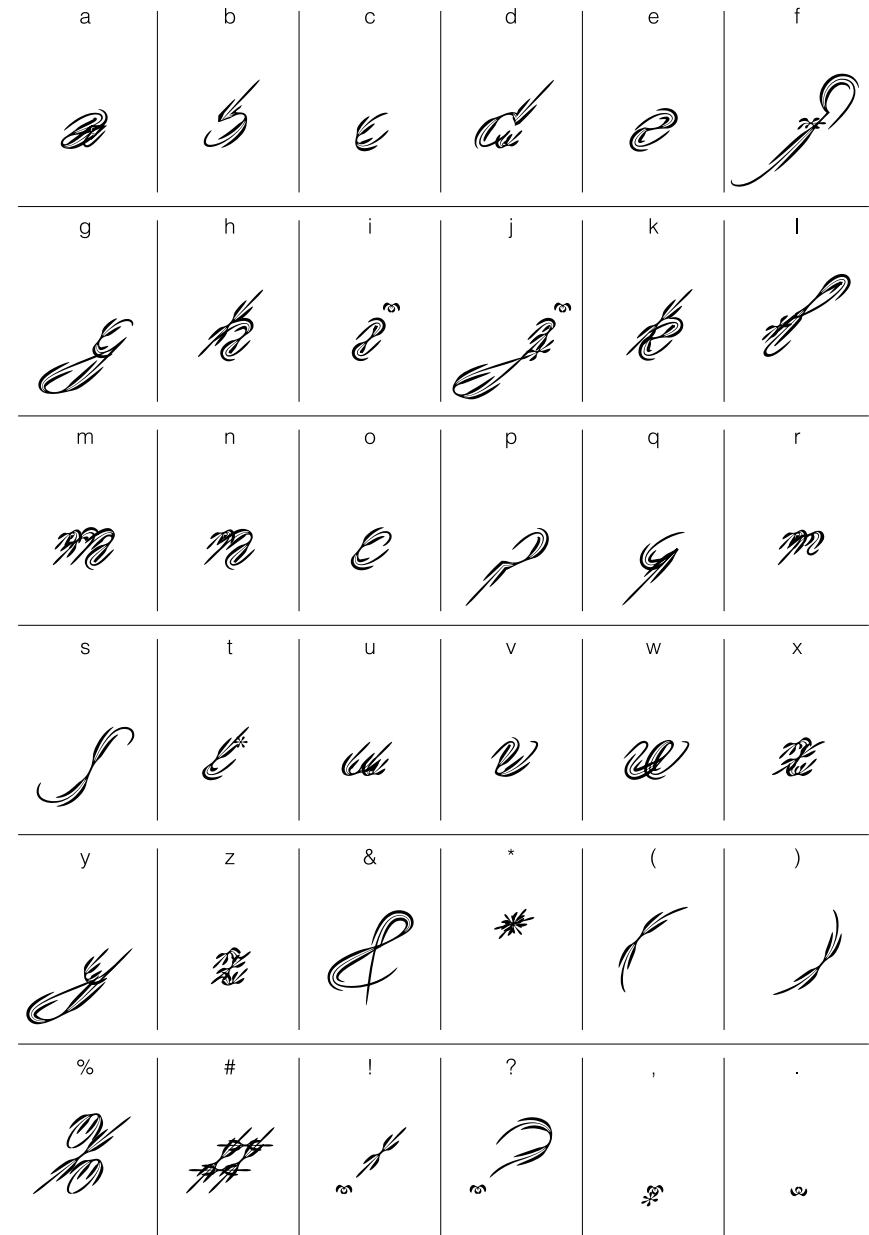 a b c d e f
g h i j k l
m n o p q r
s t u v w x
y z & * ( )
% # ! ? , .